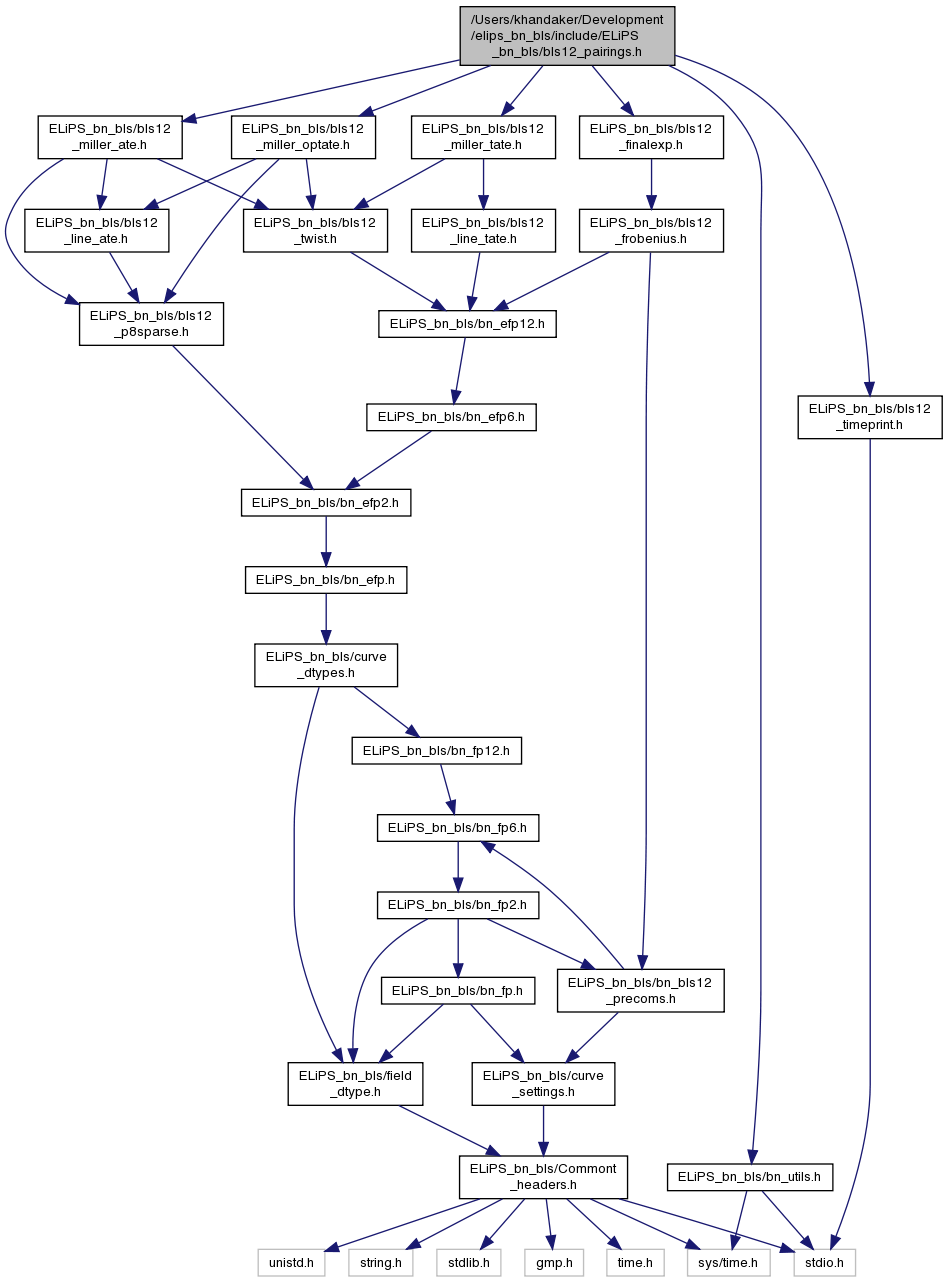 /Users/khandaker/Development
/elips_bn_bls/include/ELiPS
_bn_bls/bls12_pairings.h
ELiPS_bn_bls/bls12
_miller_ate.h
ELiPS_bn_bls/bls12
_miller_optate.h
ELiPS_bn_bls/bls12
_miller_tate.h
ELiPS_bn_bls/bls12
_finalexp.h
ELiPS_bn_bls/bls12
_line_ate.h
ELiPS_bn_bls/bls12
_twist.h
ELiPS_bn_bls/bls12
_line_tate.h
ELiPS_bn_bls/bls12
_frobenius.h
ELiPS_bn_bls/bls12
_p8sparse.h
ELiPS_bn_bls/bn_efp12.h
ELiPS_bn_bls/bn_efp6.h
ELiPS_bn_bls/bls12
_timeprint.h
ELiPS_bn_bls/bn_efp2.h
ELiPS_bn_bls/bn_efp.h
ELiPS_bn_bls/curve
_dtypes.h
ELiPS_bn_bls/bn_fp12.h
ELiPS_bn_bls/bn_fp6.h
ELiPS_bn_bls/bn_fp2.h
ELiPS_bn_bls/bn_fp.h
ELiPS_bn_bls/bn_bls12
_precoms.h
ELiPS_bn_bls/field
_dtype.h
ELiPS_bn_bls/curve
_settings.h
ELiPS_bn_bls/Commont
_headers.h
ELiPS_bn_bls/bn_utils.h
unistd.h
string.h
stdlib.h
gmp.h
time.h
sys/time.h
stdio.h